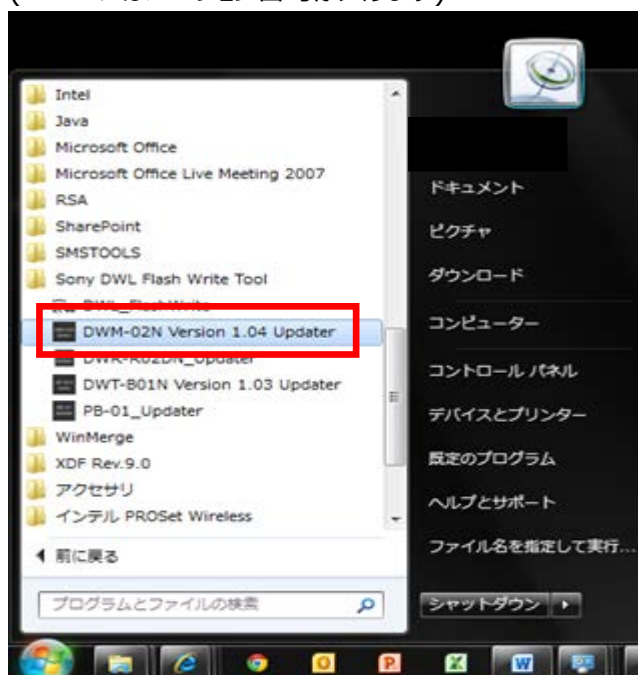 Intel
Java
Microsoft Office
Microsoft Office Live Meeting 2007
RSA
SharePoint
SMSTOOLS
Sony DWL Flash Write Tool
DWM-02N Version 1.04 Updater
DWR-R02DN_Updater
DWT-B01N Version 1.03 Updater
PB-01_Updater
WinMerge
XDF Rev.9.0
アクセサリ
インテル PROSet Wireless
前に戻る
プログラムとファイルの検索
ドキュメント
ピクチャ
ダウンロード
コンピューター
コントロール パネル
デバイスとプリンター
既定のプログラム
ヘルプとサポート
ファイル名を指定して実行...
シャットダウン